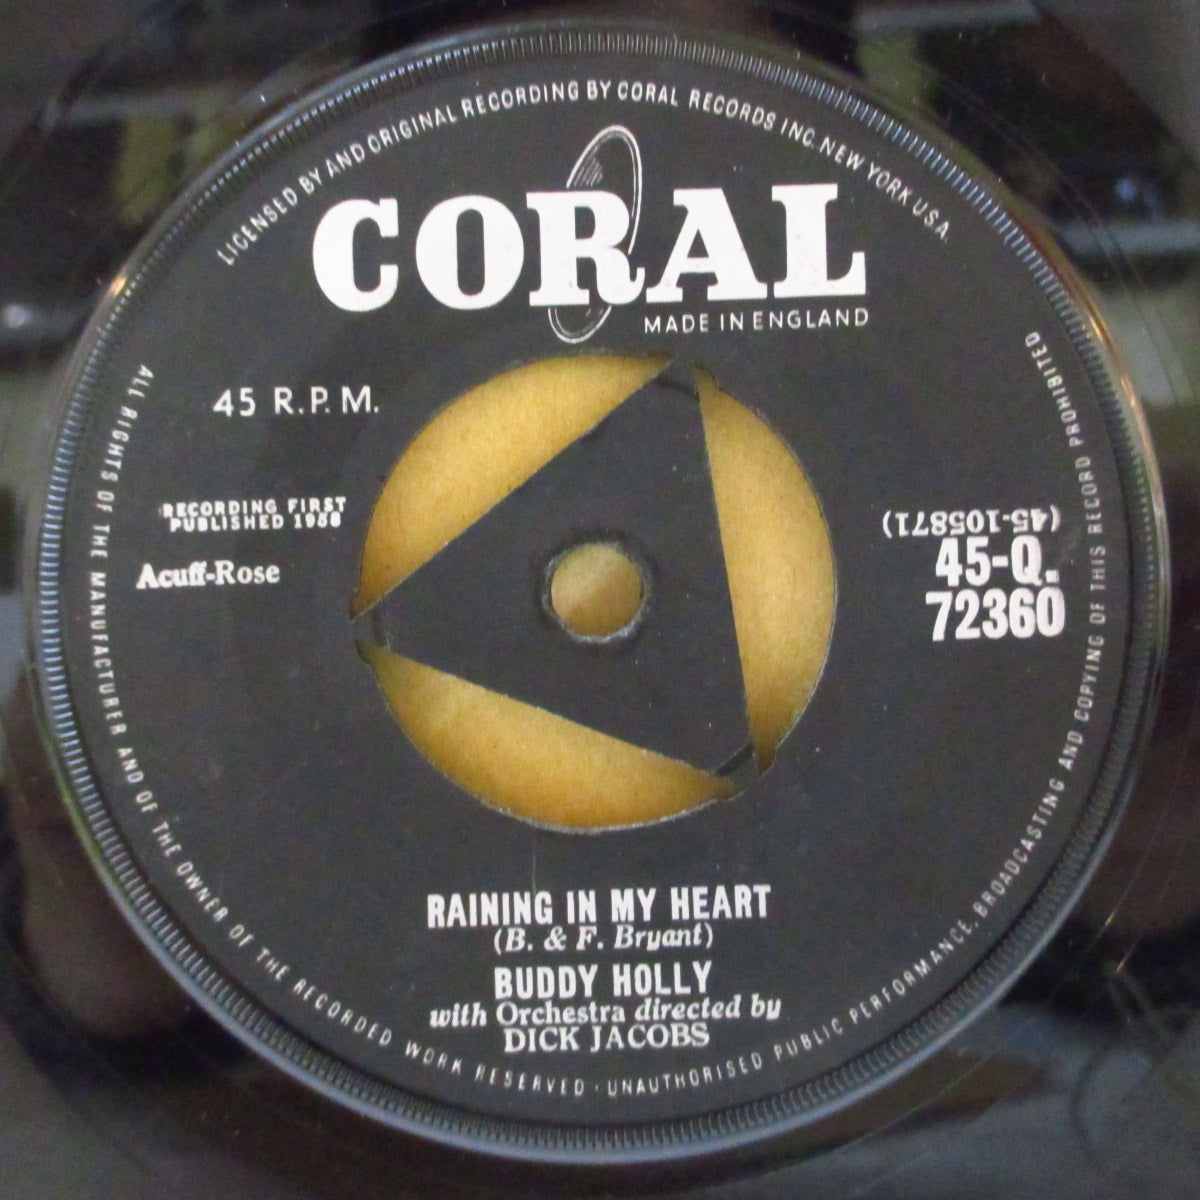 LICENSED BY AND ORIGINAL RECORDING BY CORAL RECORDS INC. NEW YORK U.S.A.
CORAL
MADE IN ENGLAND
45 R.P.M.
RECORDING FIRST
PUBLISHED 1958
Acuff-Rose
(45-105871)
45-Q.
72360
RAINING IN MY HEART
(B. & F. Bryant)
BUDDY HOLLY
with Orchestra directed by
DICK JACOBS
ALL RIGHTS OF THE MANUFACTURER AND OF THE OWNER OF THE RECORDED WORK RESERVED · UNAUTHORISED PUBLIC PERFORMANCE, BROADCASTING AND COPYING OF THIS RECORD PROHIBITED